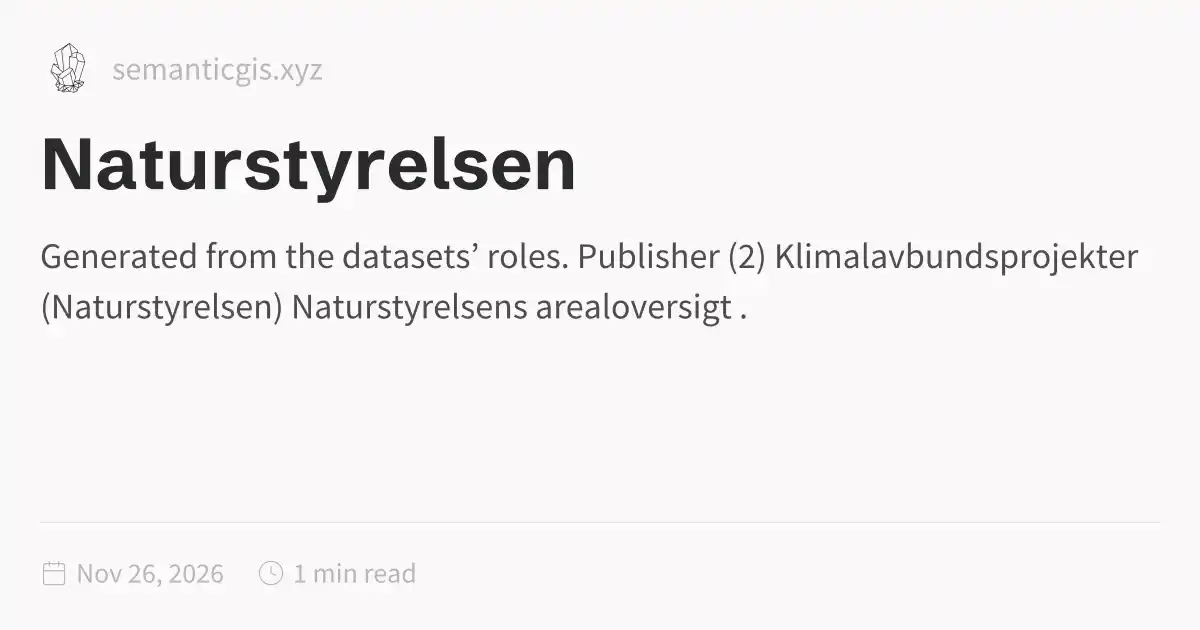 semanticgis.xyz
Naturstyrelsen
Generated from the datasets’ roles. Publisher (2) Klimalavbundsprojekter
(Naturstyrelsen) Naturstyrelsens arealoversigt .
Nov 26, 2026 1 min read